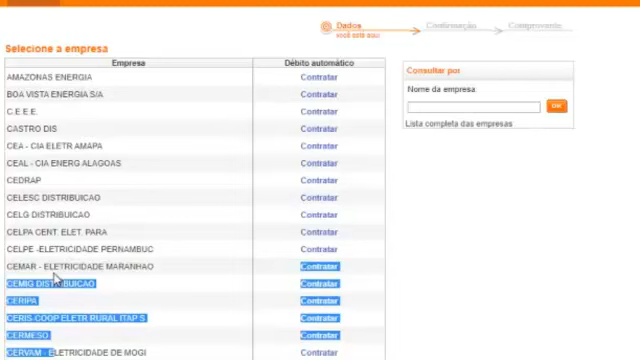 Dados
você está aqui
Confirmação
Comprovante
Selecione a empresa
Empresa Débito automático
AMAZONAS ENERGIA Contratar
BOA VISTA ENERGIA S/A Contratar
C.E.E.E. Contratar
CASTRO DIS Contratar
CEA - CIA ELETR AMAPA Contratar
CEAL - CIA ENERG ALAGOAS Contratar
CEDRAP Contratar
CELESC DISTRIBUICAO Contratar
CELG DISTRIBUICAO Contratar
CELPA CENT. ELET. PARA Contratar
CELPE -ELETRICIDADE PERNAMBUC Contratar
CEMAR - ELETRICIDADE MARANHAO Contratar
CEMIG DISTRIBUICAO Contratar
CERIPA Contratar
CERIS-COOP ELETR RURAL ITAP S Contratar
CERMESO Contratar
CERVAM - ELETRICIDADE DE MOGI Contratar
Consultar por
Nome da empresa
OK
Lista completa das empresas